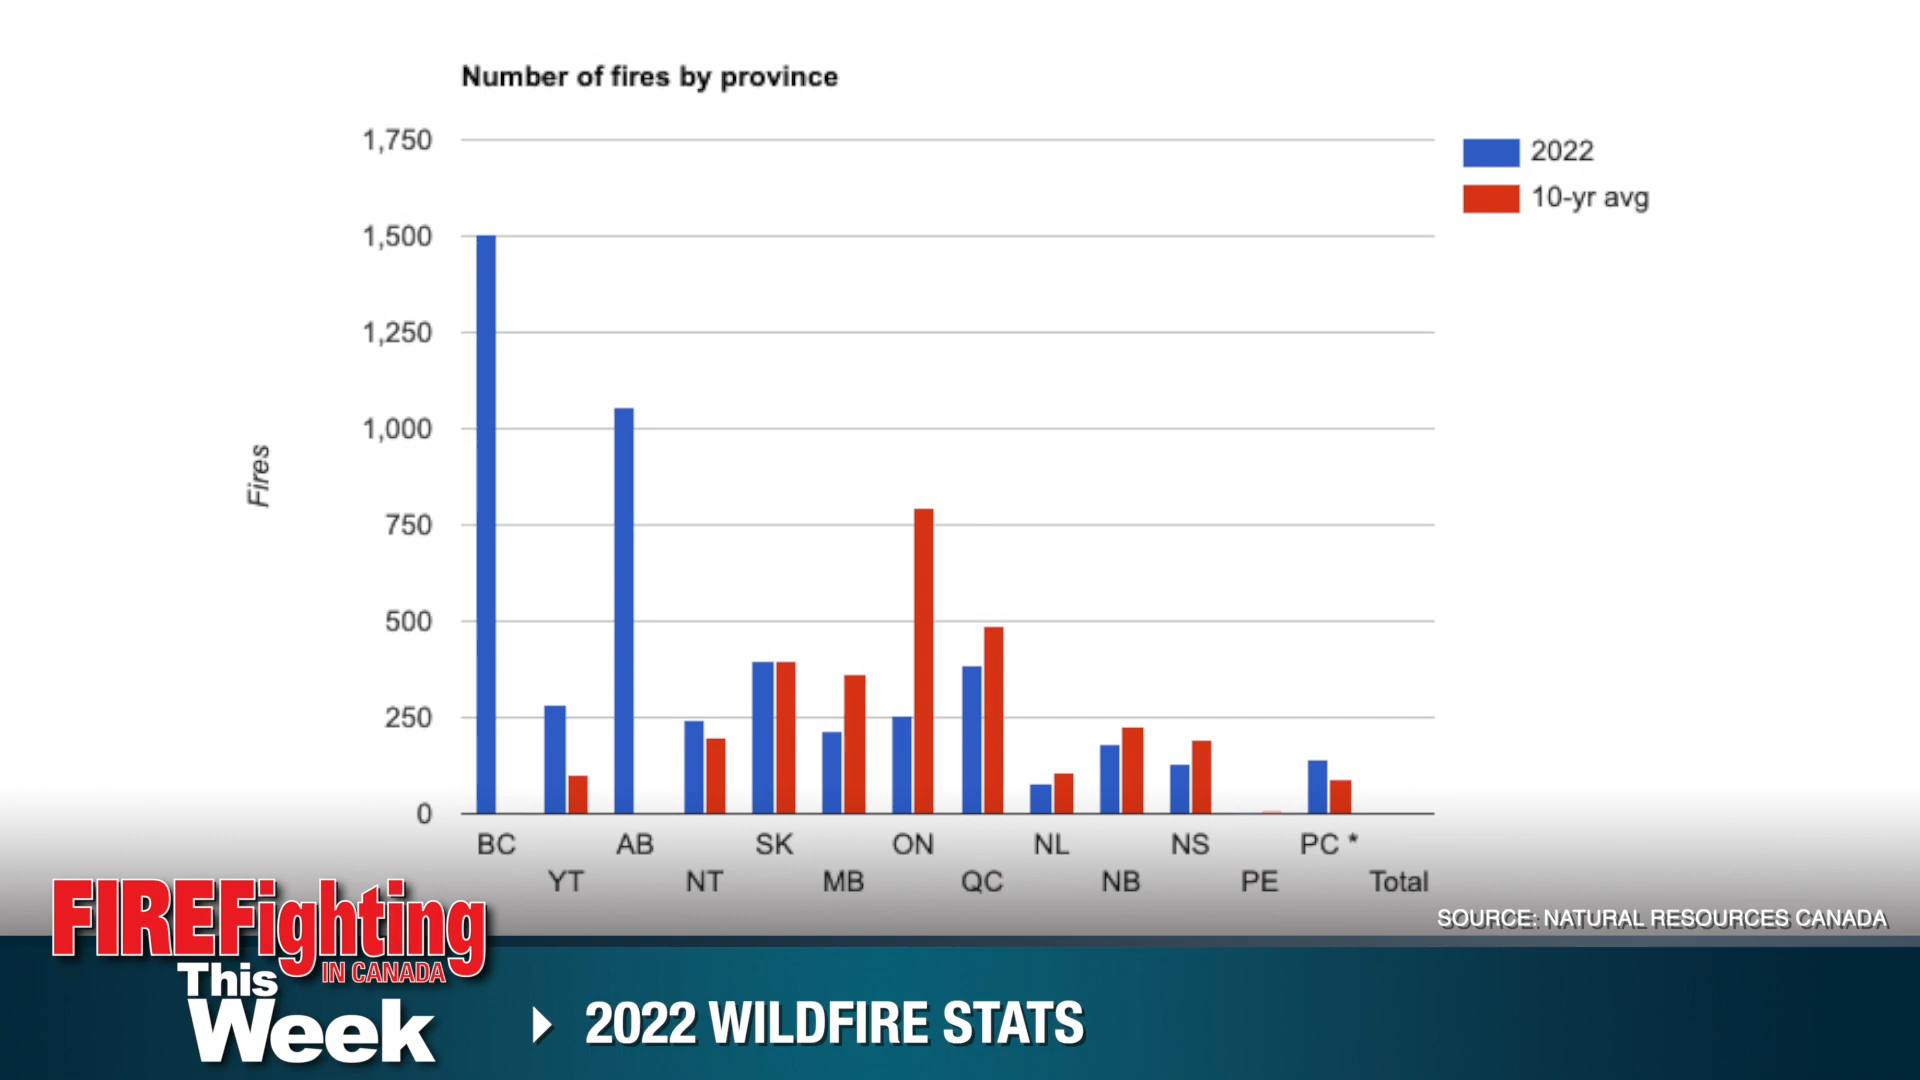 Number of fires by province
1,750
1,500
1,250
1,000
750
500
250
0
Fires
2022
10-yr avg
BC AB SK ON NL NS PC *
YT NT MB QC NB PE Total
SOURCE: NATURAL RESOURCES CANADA
FIREFighting
IN CANADA
This
Week
2022 WILDFIRE STATS